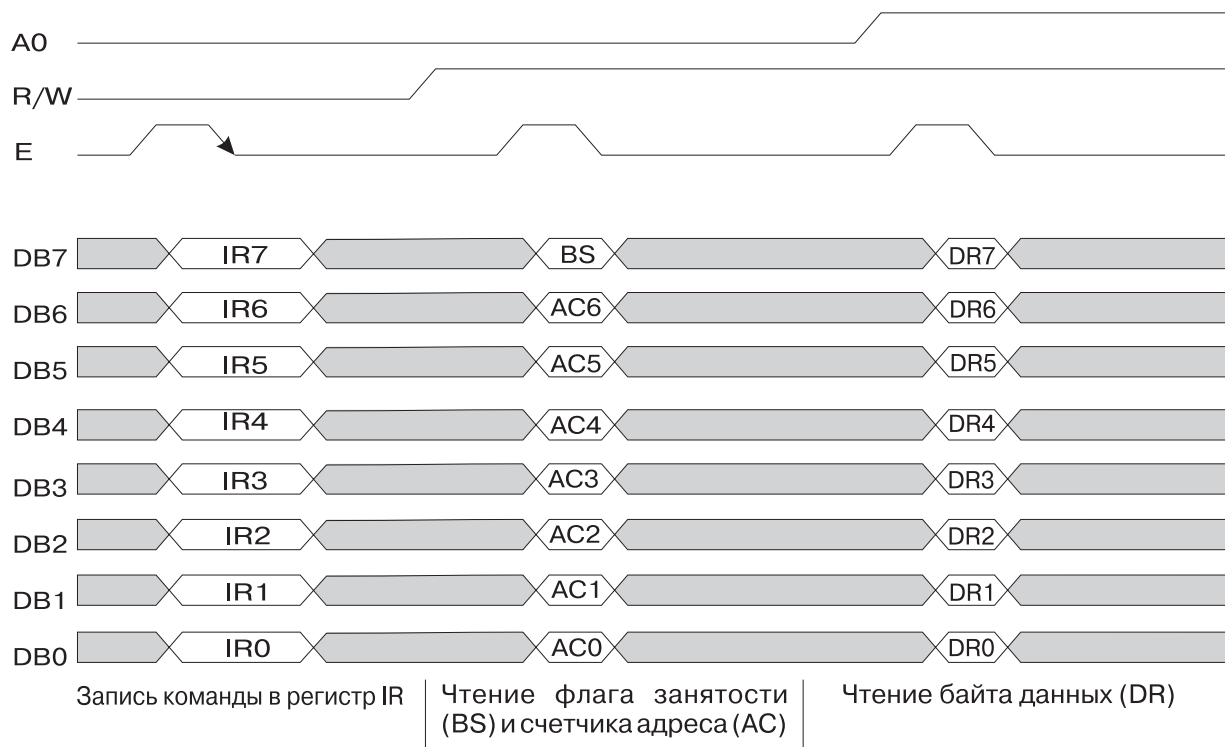 A0
R/W
E
DB7 IR7 BS DR7
DB6 IR6 AC6 DR6
DB5 IR5 AC5 DR5
DB4 IR4 AC4 DR4
DB3 IR3 AC3 DR3
DB2 IR2 AC2 DR2
DB1 IR1 AC1 DR1
DB0 IR0 AC0 DR0
Запись команды в регистр IR
Чтение флага занятости
(BS) и счетчика адреса (AC)
Чтение байта данных (DR)